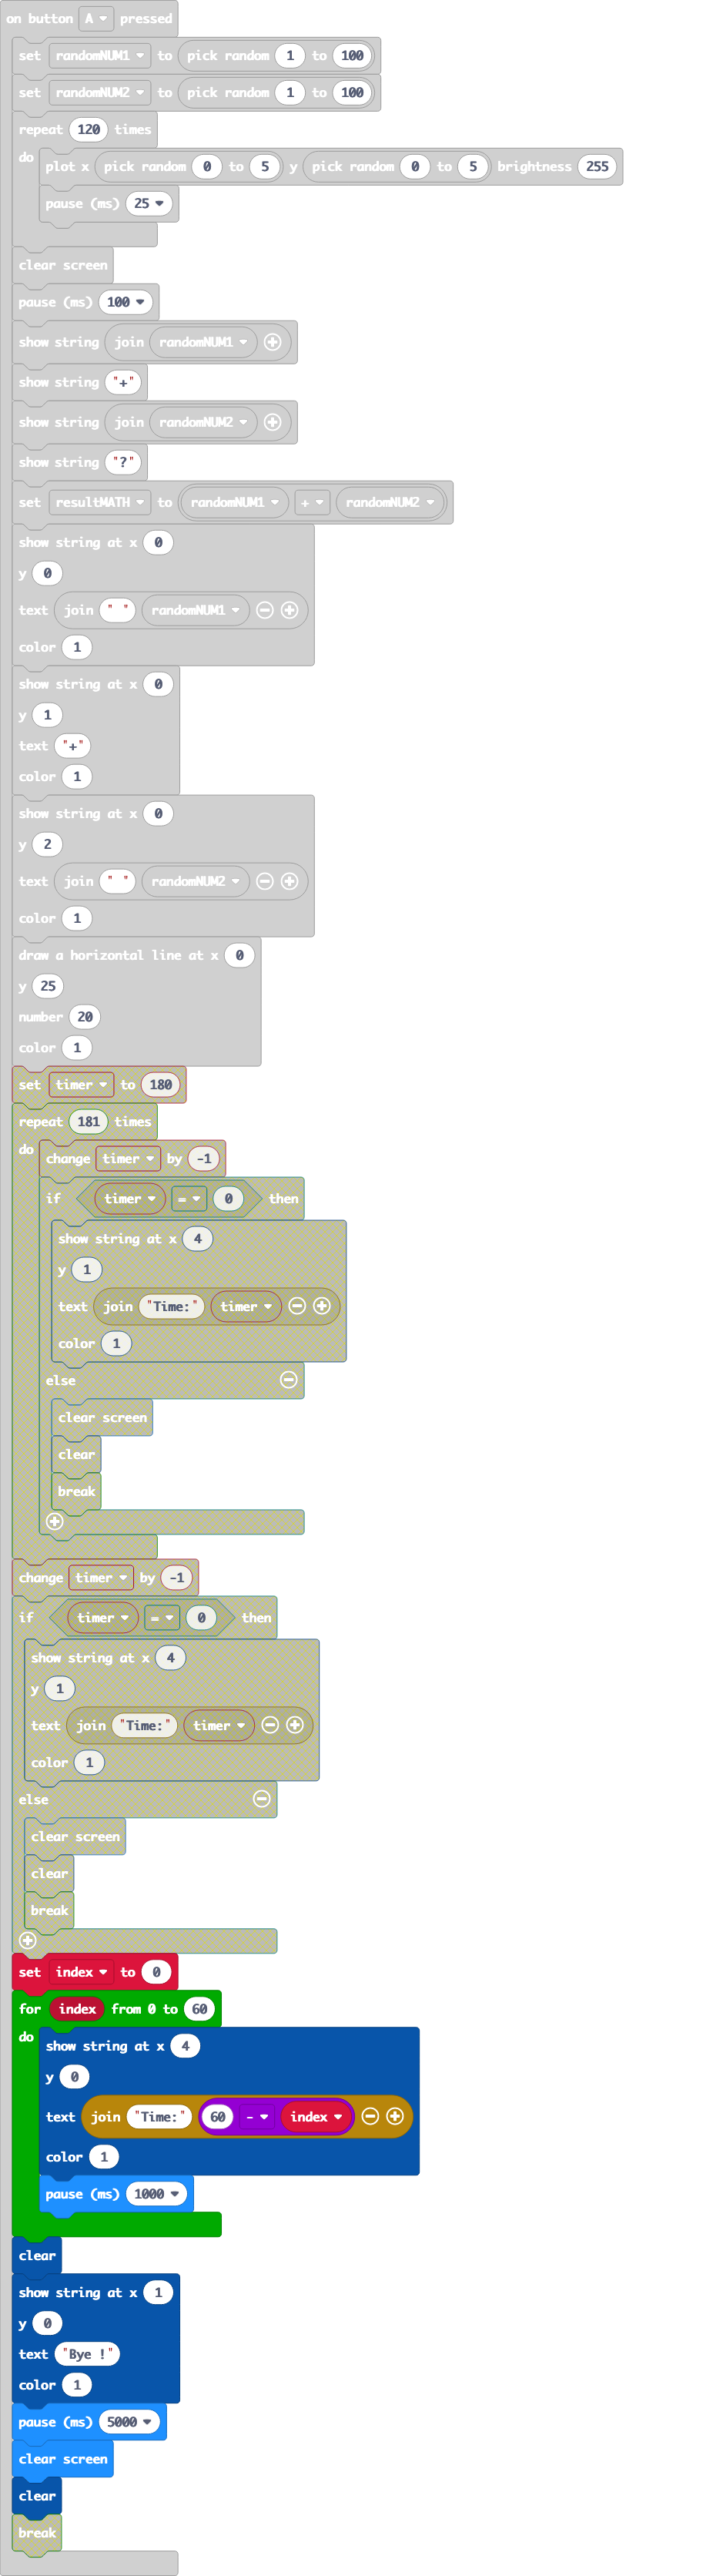 on button A pressed
set randomNUM1 to pick random 1 to 100
set randomNUM2 to pick random 1 to 100
repeat 120 times
do plot x pick random 0 to 5 y pick random 0 to 5 brightness 255
pause (ms) 25
clear screen
pause (ms) 100
show string join randomNUM1
show string "+"
show string join randomNUM2
show string "?"
set resultMATH to randomNUM1 + randomNUM2
show string at x 0
y 0
text join " " randomNUM1
color 1
show string at x 0
y 1
text "+"
color 1
show string at x 0
y 2
text join " " randomNUM2
color 1
draw a horizontal line at x 0
y 25
number 20
color 1
set timer to 180
repeat 181 times
do change timer by -1
if timer = 0 then
show string at x 4
y 1
text join "Time:" timer
color 1
else
clear screen
clear
break
change timer by -1
if timer = 0 then
show string at x 4
y 1
text join "Time:" timer
color 1
else
clear screen
clear
break
set index to 0
for index from 0 to 60
do show string at x 4
y 0
text join "Time:" 60 - index
color 1
pause (ms) 1000
clear
show string at x 1
y 0
text "Bye !"
color 1
pause (ms) 5000
clear screen
clear
break